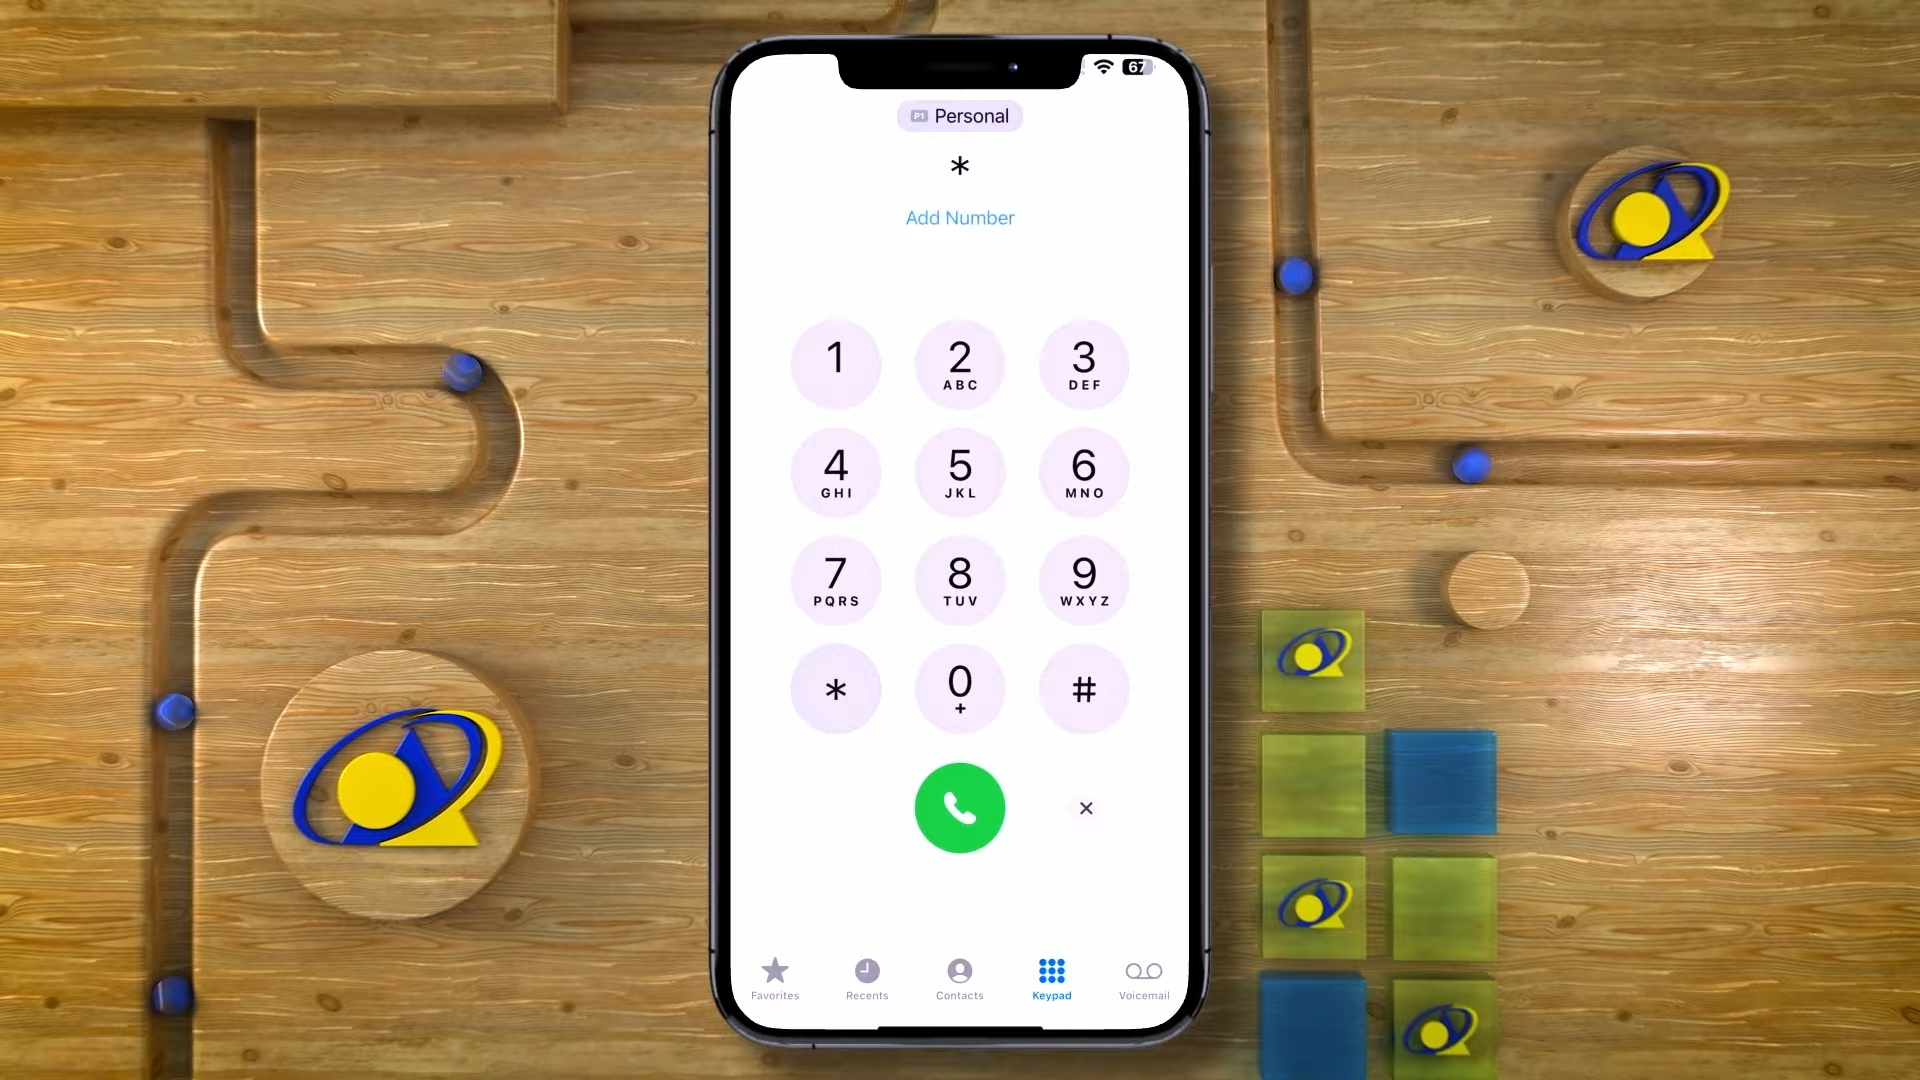 67
P1 Personal
*
Add Number
1
2
ABC
3
DEF
4
GHI
5
JKL
6
MNO
7
PQRS
8
TUV
9
WXYZ
*
0
+
#
Favorites
Recents
Contacts
Keypad
Voicemail